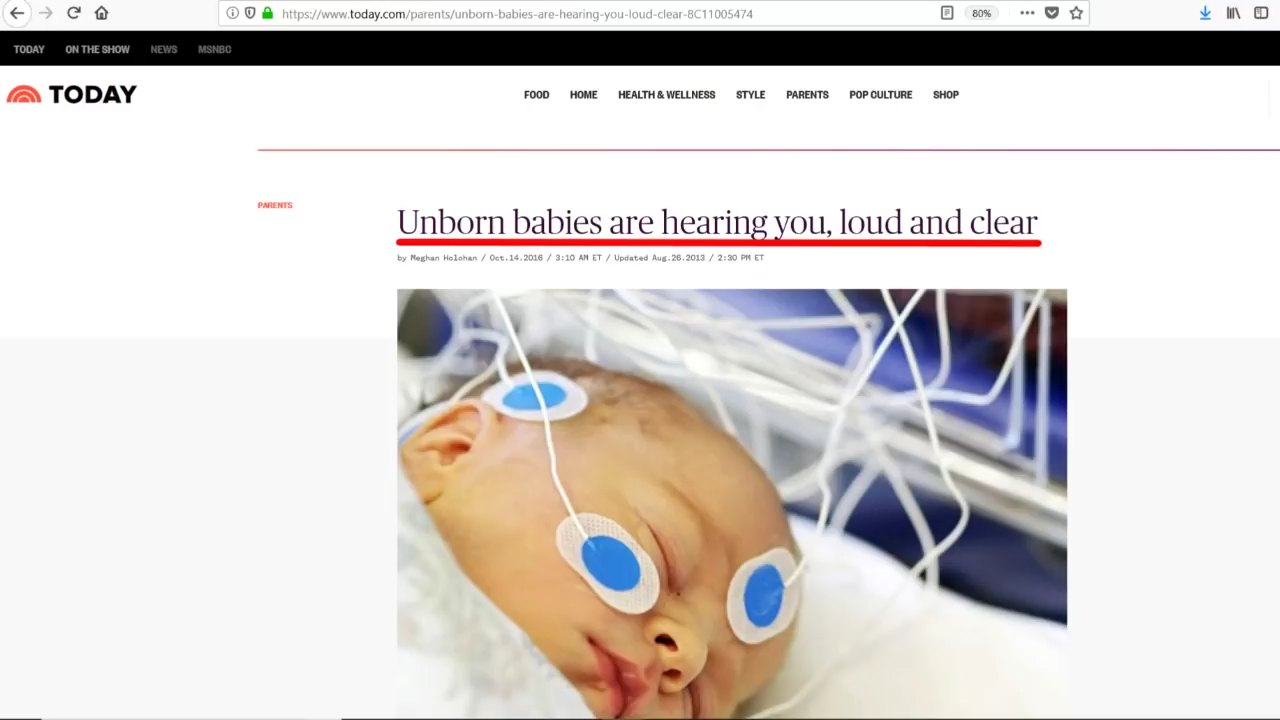 https://www.today.com/parents/unborn-babies-are-hearing-you-loud-clear-8C11005474
80%
TODAY ON THE SHOW NEWS MSNBC
TODAY
FOOD HOME HEALTH & WELLNESS STYLE PARENTS POP CULTURE SHOP
PARENTS
Unborn babies are hearing you, loud and clear
by Meghan Holohan / Oct.14.2016 / 3:10 AM ET / Updated Aug.26.2013 / 2:30 PM ET